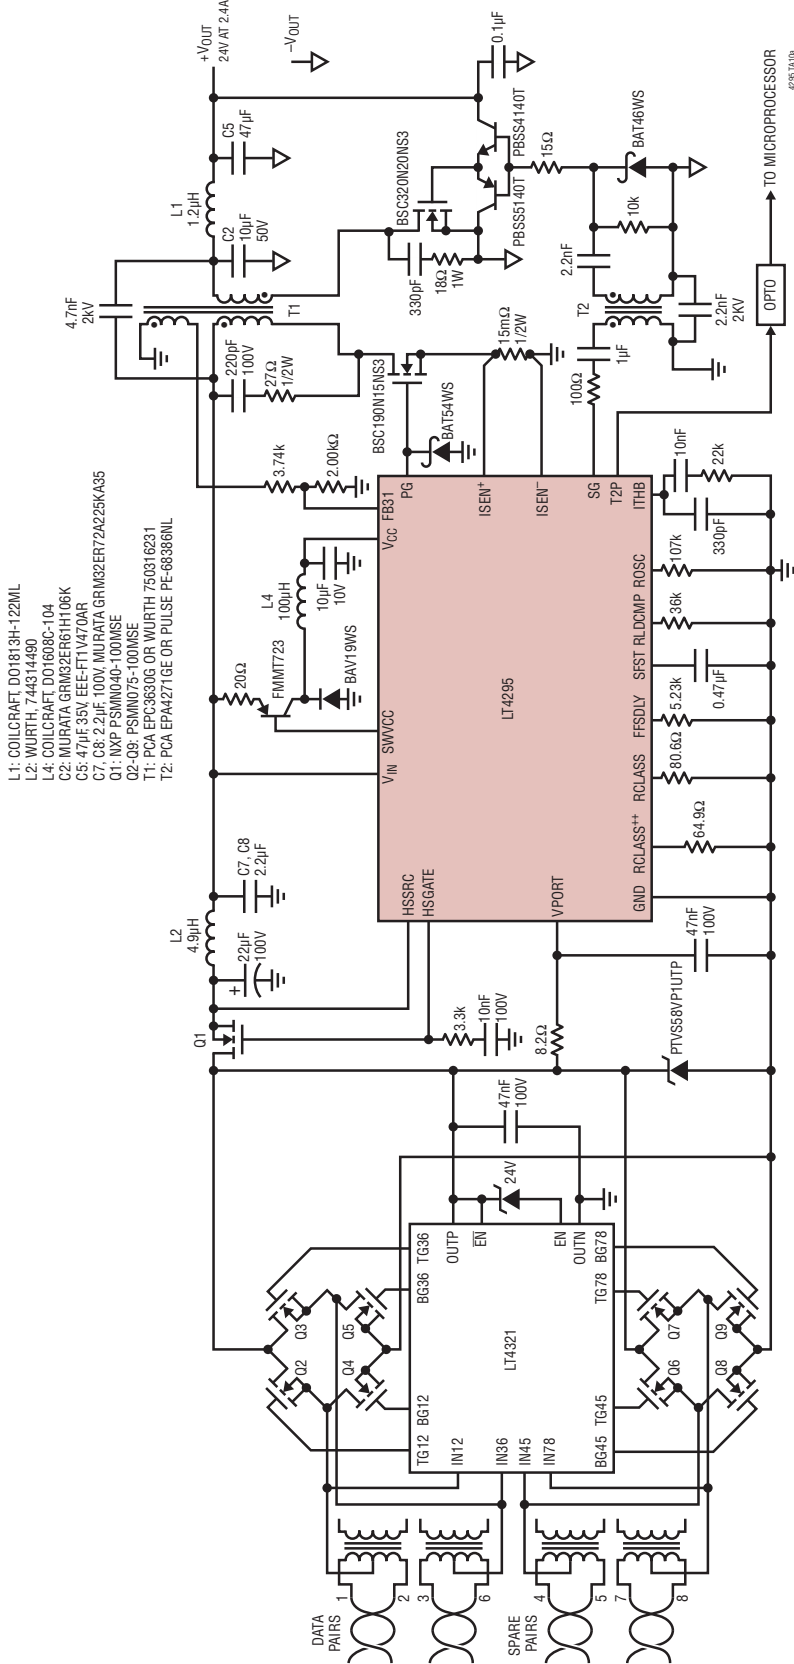 L1: COILCRAFT, DO1813H-122ML
L2: WURTH, 744314490
L4: COILCRAFT, DO1608C-104
C2: MURATA GRM32ER61H106K
C5: 47µF, 35V, EEE-FT1V470AR
C7, C8: 2.2µF, 100V, MURATA GRM32ER72A225KA35
Q1: NXP PSMN040-100MSE
Q2-Q9: PSMN075-100MSE
T1: PCA EPC3630G OR WURTH 750316231
T2: PCA EPA4271GE OR PULSE PE-68386NL
DATA
PAIRS
1
2
3
6
SPARE
PAIRS
4
5
7
8
Q2
Q3
Q4
Q5
TG12
BG12
BG36
TG36
IN12
IN36
IN45
IN78
LT4321
OUTP
EN
EN
OUTN
BG45
TG45
TG78
BG78
Q6
Q7
Q8
Q9
24V
47nF
100V
Q1
3.3k
10nF
100V
8.2Ω
PTVS58VP1UTP
47nF
100V
22µF
100V
+
L2
4.9µH
C7, C8
2.2µF
HSSRC
HSGATE
VPORT
LT4295
VIN
SWVCC
VCC
FB31
PG
ISEN+
ISEN–
SG
T2P
ITHB
GND
RCLASS++
RCLASS
FFSDLY
SFST
RLDCMP
ROSC
64.9Ω
80.6Ω
5.23k
0.47µF
36k
107k
330pF
10nF
22k
20Ω
FMMT723
BAV19WS
L4
100µH
10µF
10V
3.74k
2.00kΩ
BAT54WS
BSC190N15NS3
220pF
100V
27Ω
1/2W
4.7nF
2kV
T1
15mΩ
1/2W
100Ω
1µF
T2
2.2nF
2.2nF
2KV
10k
BAT46WS
15Ω
OPTO
TO MICROPROCESSOR
L1
1.2µH
C2
10µF
50V
C5
47µF
+VOUT
24V AT 2.4A
–VOUT
330pF
18Ω
1W
BSC320N20NS3
PBSS5140T
PBSS4140T
0.1µF
4295 TA10a